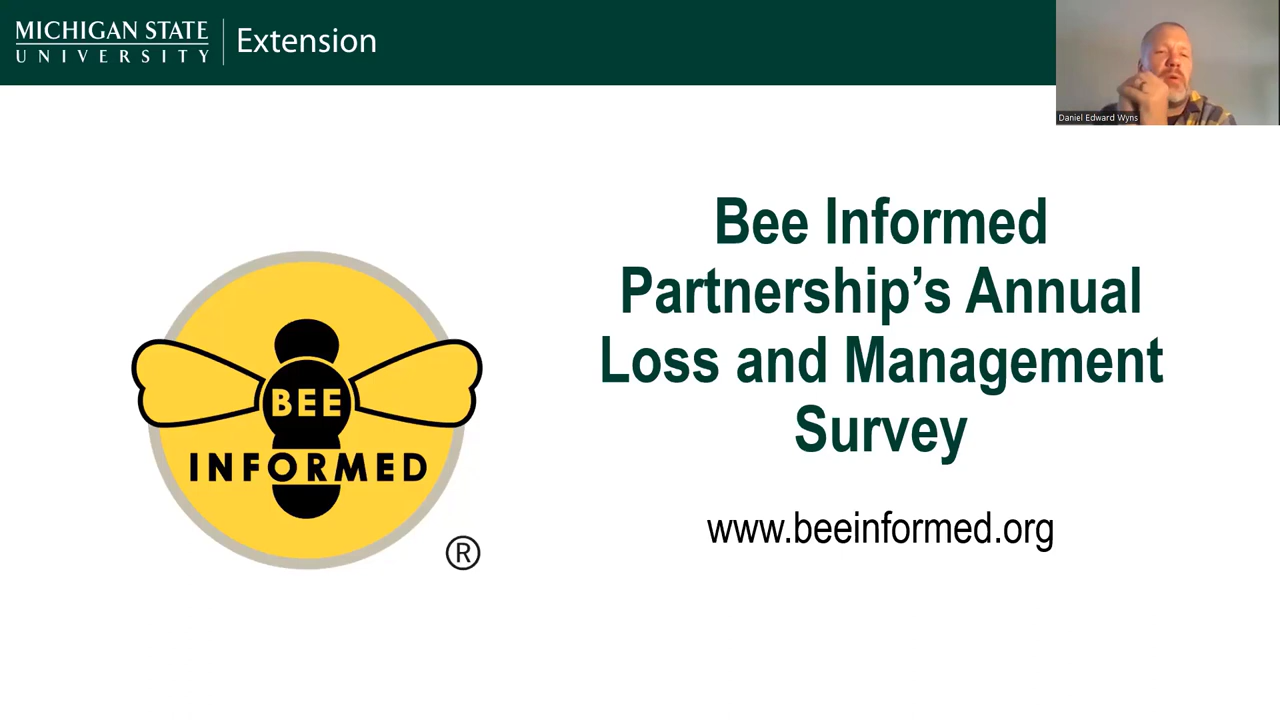 MICHIGAN STATE
UNIVERSITY
Extension
Daniel Edward Wyns
Bee Informed
Partnership’s Annual
Loss and Management
Survey
BEE
INFORMED
®
www.beeinformed.org